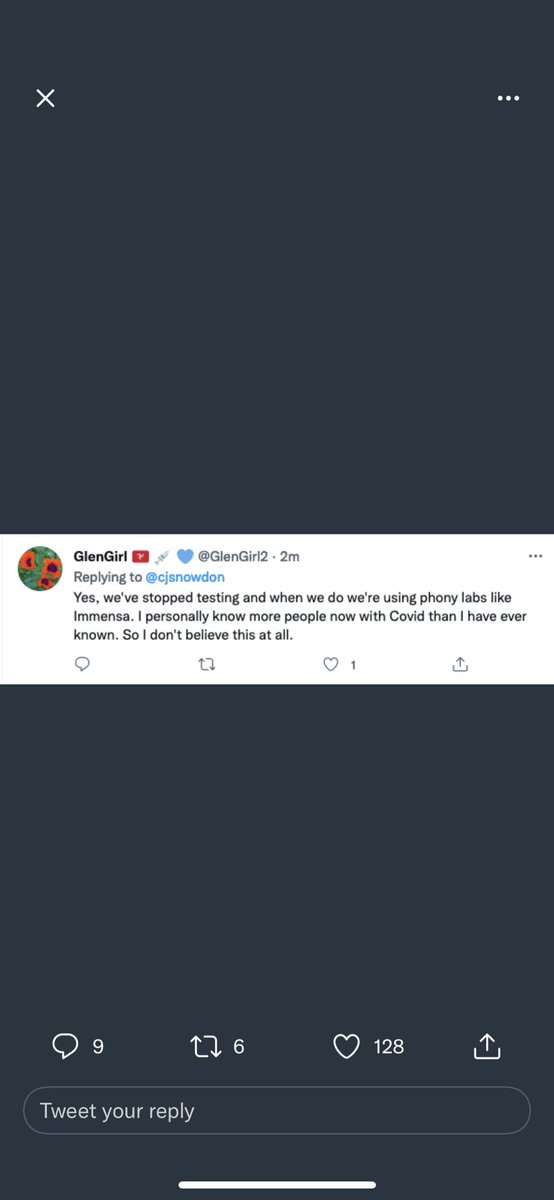 GlenGirl @GlenGirl2 · 2m
Replying to @cjsnowdon
Yes, we've stopped testing and when we do we're using phony labs like
Immensa. I personally know more people now with Covid than I have ever
known. So I don't believe this at all.
1
9 6 128
Tweet your reply